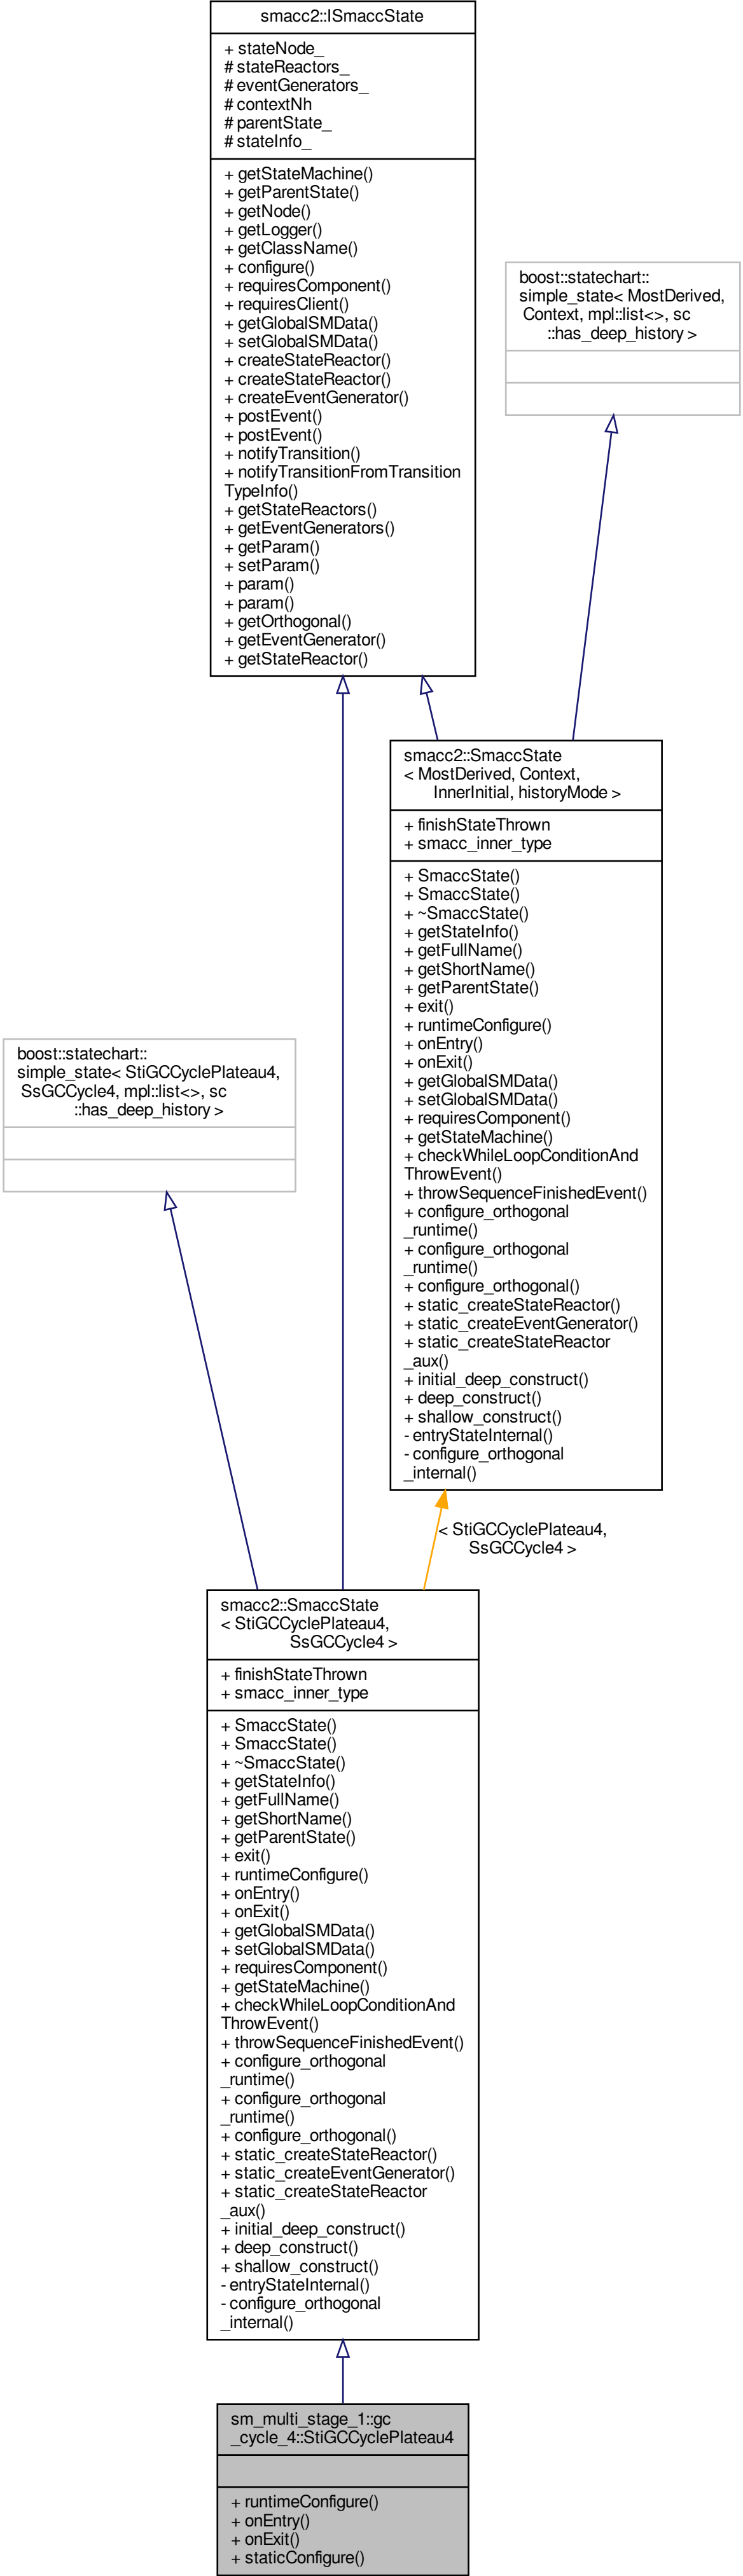 smacc2::ISmaccState
+ stateNode_
# stateReactors_
# eventGenerators_
# contextNh
# parentState_
# stateInfo_
+ getStateMachine()
+ getParentState()
+ getNode()
+ getLogger()
+ getClassName()
+ configure()
+ requiresComponent()
+ requiresClient()
+ getGlobalSMData()
+ setGlobalSMData()
+ createStateReactor()
+ createStateReactor()
+ createEventGenerator()
+ postEvent()
+ postEvent()
+ notifyTransition()
+ notifyTransitionFromTransition
TypeInfo()
+ getStateReactors()
+ getEventGenerators()
+ getParam()
+ setParam()
+ param()
+ param()
+ getOrthogonal()
+ getEventGenerator()
+ getStateReactor()
boost::statechart::
simple_state< MostDerived,
Context, mpl::list<>, sc
::has_deep_history >
smacc2::SmaccState
< MostDerived, Context,
InnerInitial, historyMode >
+ finishStateThrown
+ smacc_inner_type
+ SmaccState()
+ SmaccState()
+ ~SmaccState()
+ getStateInfo()
+ getFullName()
+ getShortName()
+ getParentState()
+ exit()
+ runtimeConfigure()
+ onEntry()
+ onExit()
+ getGlobalSMData()
+ setGlobalSMData()
+ requiresComponent()
+ getStateMachine()
+ checkWhileLoopConditionAnd
ThrowEvent()
+ throwSequenceFinishedEvent()
+ configure_orthogonal
_runtime()
+ configure_orthogonal
_runtime()
+ configure_orthogonal()
+ static_createStateReactor()
+ static_createEventGenerator()
+ static_createStateReactor
_aux()
+ initial_deep_construct()
+ deep_construct()
+ shallow_construct()
- entryStateInternal()
- configure_orthogonal
_internal()
boost::statechart::
simple_state< StiGCCyclePlateau4,
SsGCCycle4, mpl::list<>, sc
::has_deep_history >
< StiGCCyclePlateau4,
SsGCCycle4 >
smacc2::SmaccState
< StiGCCyclePlateau4,
SsGCCycle4 >
+ finishStateThrown
+ smacc_inner_type
+ SmaccState()
+ SmaccState()
+ ~SmaccState()
+ getStateInfo()
+ getFullName()
+ getShortName()
+ getParentState()
+ exit()
+ runtimeConfigure()
+ onEntry()
+ onExit()
+ getGlobalSMData()
+ setGlobalSMData()
+ requiresComponent()
+ getStateMachine()
+ checkWhileLoopConditionAnd
ThrowEvent()
+ throwSequenceFinishedEvent()
+ configure_orthogonal
_runtime()
+ configure_orthogonal
_runtime()
+ configure_orthogonal()
+ static_createStateReactor()
+ static_createEventGenerator()
+ static_createStateReactor
_aux()
+ initial_deep_construct()
+ deep_construct()
+ shallow_construct()
- entryStateInternal()
- configure_orthogonal
_internal()
sm_multi_stage_1::gc
_cycle_4::StiGCCyclePlateau4
+ runtimeConfigure()
+ onEntry()
+ onExit()
+ staticConfigure()